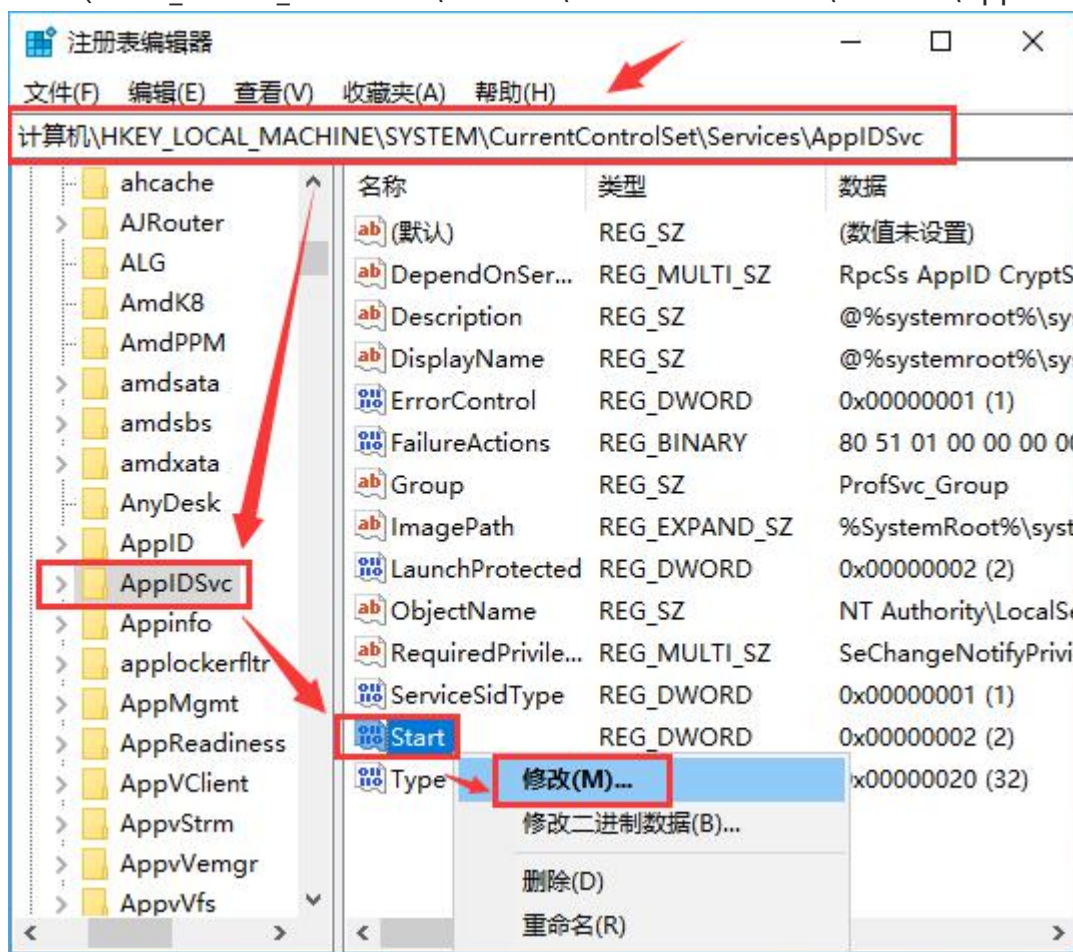 注册表编辑器
文件(F) 编辑(E) 查看(V) 收藏夹(A) 帮助(H)
计算机\HKEY_LOCAL_MACHINE\SYSTEM\CurrentControlSet\Services\AppIDSvc
ahcache
AJRouter
ALG
AmdK8
AmdPPM
amdsata
amdsbs
amdxata
AnyDesk
AppID
AppIDSvc
Appinfo
applockerfltr
AppMgmt
AppReadiness
AppVClient
AppvStrm
AppvVemgr
AppvVfs
名称 类型 数据
(默认) REG_SZ (数值未设置)
DependOnSer... REG_MULTI_SZ RpcSs AppID CryptS
Description REG_SZ @%systemroot%\sy
DisplayName REG_SZ @%systemroot%\sy
ErrorControl REG_DWORD 0x00000001 (1)
FailureActions REG_BINARY 80 51 01 00 00 00 00
Group REG_SZ ProfSvc_Group
ImagePath REG_EXPAND_SZ %SystemRoot%\syst
LaunchProtected REG_DWORD 0x00000002 (2)
ObjectName REG_SZ NT Authority\LocalSe
RequiredPrivile... REG_MULTI_SZ SeChangeNotifyPrivi
ServiceSidType REG_DWORD 0x00000001 (1)
Start REG_DWORD 0x00000002 (2)
Type 0x00000020 (32)
修改(M)...
修改二进制数据(B)...
删除(D)
重命名(R)